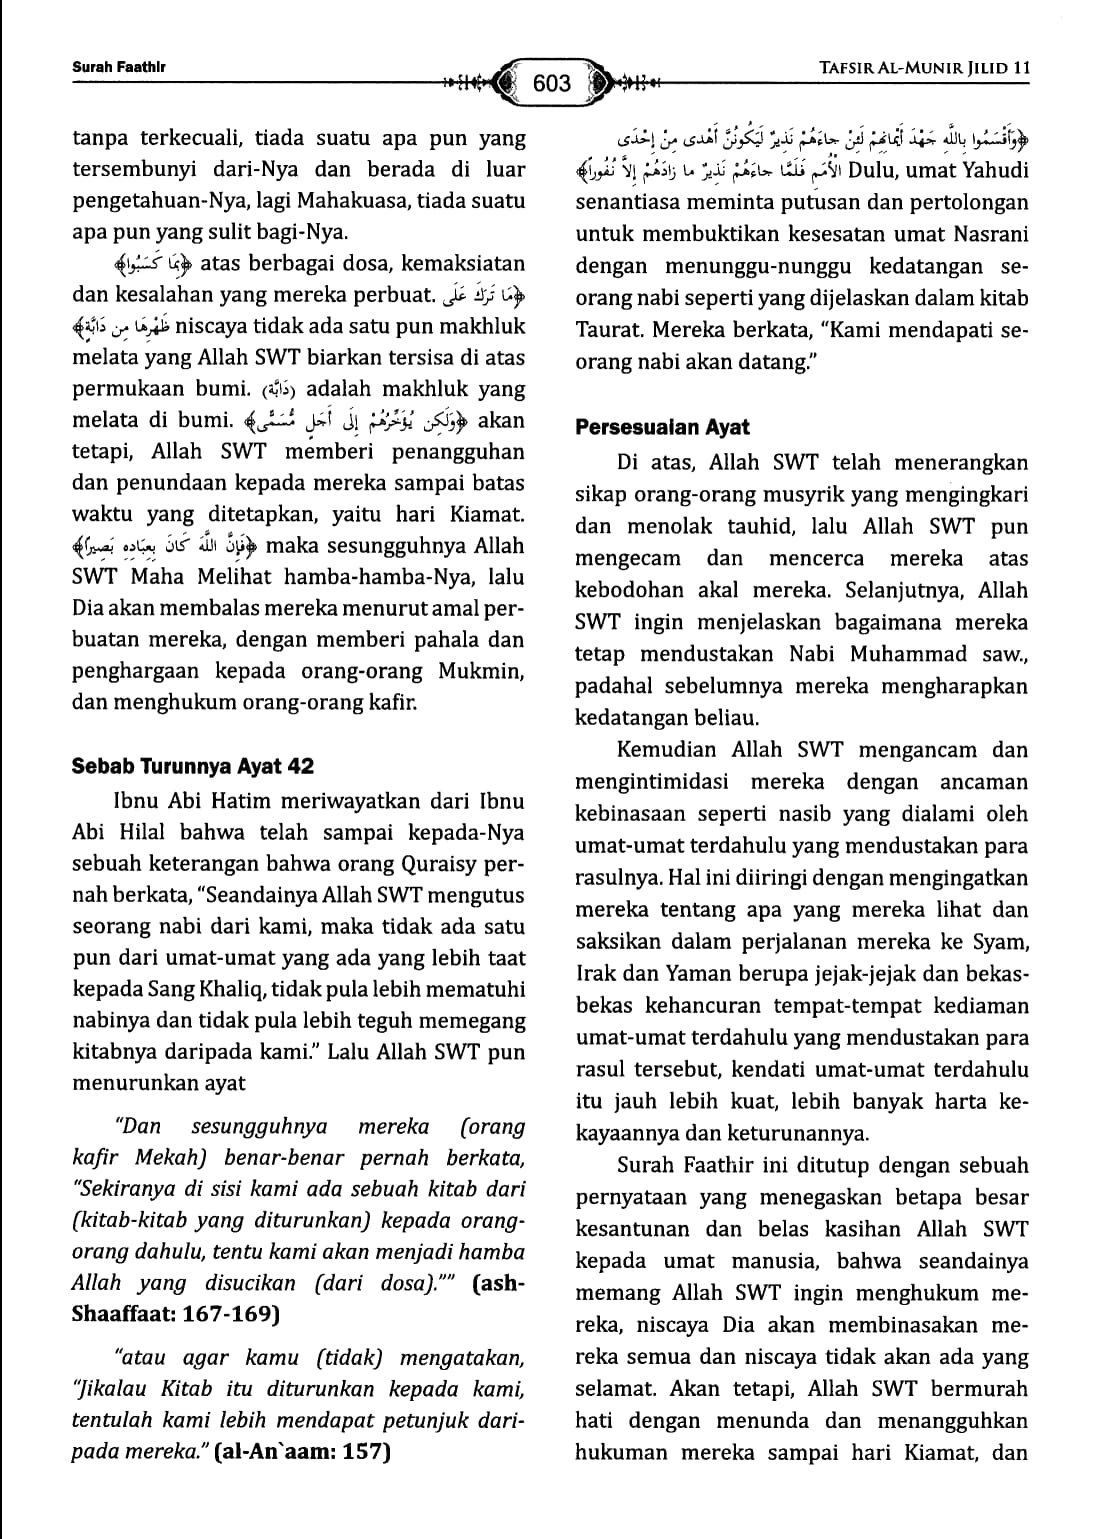 Surah Faathir
603
TAFSIR AL-MUNIR JILID 11
tanpa terkecuali, tiada suatu apa pun yang
tersembunyi dari-Nya dan berada di luar
pengetahuan-Nya, lagi Mahakuasa, tiada suatu
apa pun yang sulit bagi-Nya.
﴿بِمَا كَسَبُوا﴾ atas berbagai dosa, kemaksiatan
dan kesalahan yang mereka perbuat. ﴿مَا تَرَكَ عَلَى
ظَهْرِهَا مِن دَابَّةٍ﴾ niscaya tidak ada satu pun makhluk
melata yang Allah SWT biarkan tersisa di atas
permukaan bumi. (دَابَّة) adalah makhluk yang
melata di bumi. ﴿وَلَكِن يُؤَخِّرُهُمْ إِلَى أَجَلٍ مُّسَمًّى﴾ akan
tetapi, Allah SWT memberi penangguhan
dan penundaan kepada mereka sampai batas
waktu yang ditetapkan, yaitu hari Kiamat.
﴿فَإِنَّ اللَّهَ كَانَ بِعِبَادِهِ بَصِيراً﴾ maka sesungguhnya Allah
SWT Maha Melihat hamba-hamba-Nya, lalu
Dia akan membalas mereka menurut amal per-
buatan mereka, dengan memberi pahala dan
penghargaan kepada orang-orang Mukmin,
dan menghukum orang-orang kafir.
Sebab Turunnya Ayat 42
Ibnu Abi Hatim meriwayatkan dari Ibnu
Abi Hilal bahwa telah sampai kepada-Nya
sebuah keterangan bahwa orang Quraisy per-
nah berkata, “Seandainya Allah SWT mengutus
seorang nabi dari kami, maka tidak ada satu
pun dari umat-umat yang ada yang lebih taat
kepada Sang Khaliq, tidak pula lebih mematuhi
nabinya dan tidak pula lebih teguh memegang
kitabnya daripada kami.” Lalu Allah SWT pun
menurunkan ayat
“Dan sesungguhnya mereka (orang
kafir Mekah) benar-benar pernah berkata,
“Sekiranya di sisi kami ada sebuah kitab dari
(kitab-kitab yang diturunkan) kepada orang-
orang dahulu, tentu kami akan menjadi hamba
Allah yang disucikan (dari dosa).”” (ash-
Shaaffaat: 167-169)
“atau agar kamu (tidak) mengatakan,
“Jikalau Kitab itu diturunkan kepada kami,
tentulah kami lebih mendapat petunjuk dari-
pada mereka.” (al-An`aam: 157)
﴿وَأَقْسَمُوا بِاللَّهِ جَهْدَ أَيْمَانِهِمْ لَئِنْ جاءَهُمْ نَذِيرٌ لَيَكُونُنَّ أَهْدى مِنْ إِحْدَى
الْأُمَمِ فَلَمَّا جاءَهُمْ نَذِيرٌ ما زادَهُمْ إِلاَّ نُفُوراً﴾ Dulu, umat Yahudi
senantiasa meminta putusan dan pertolongan
untuk membuktikan kesesatan umat Nasrani
dengan menunggu-nunggu kedatangan se-
orang nabi seperti yang dijelaskan dalam kitab
Taurat. Mereka berkata, “Kami mendapati se-
orang nabi akan datang.”
Persesuaian Ayat
Di atas, Allah SWT telah menerangkan
sikap orang-orang musyrik yang mengingkari
dan menolak tauhid, lalu Allah SWT pun
mengecam dan mencerca mereka atas
kebodohan akal mereka. Selanjutnya, Allah
SWT ingin menjelaskan bagaimana mereka
tetap mendustakan Nabi Muhammad saw.,
padahal sebelumnya mereka mengharapkan
kedatangan beliau.
Kemudian Allah SWT mengancam dan
mengintimidasi mereka dengan ancaman
kebinasaan seperti nasib yang dialami oleh
umat-umat terdahulu yang mendustakan para
rasulnya. Hal ini diiringi dengan mengingatkan
mereka tentang apa yang mereka lihat dan
saksikan dalam perjalanan mereka ke Syam,
Irak dan Yaman berupa jejak-jejak dan bekas-
bekas kehancuran tempat-tempat kediaman
umat-umat terdahulu yang mendustakan para
rasul tersebut, kendati umat-umat terdahulu
itu jauh lebih kuat, lebih banyak harta ke-
kayaannya dan keturunannya.
Surah Faathir ini ditutup dengan sebuah
pernyataan yang menegaskan betapa besar
kesantunan dan belas kasihan Allah SWT
kepada umat manusia, bahwa seandainya
memang Allah SWT ingin menghukum me-
reka, niscaya Dia akan membinasakan me-
reka semua dan niscaya tidak akan ada yang
selamat. Akan tetapi, Allah SWT bermurah
hati dengan menunda dan menangguhkan
hukuman mereka sampai hari Kiamat, dan